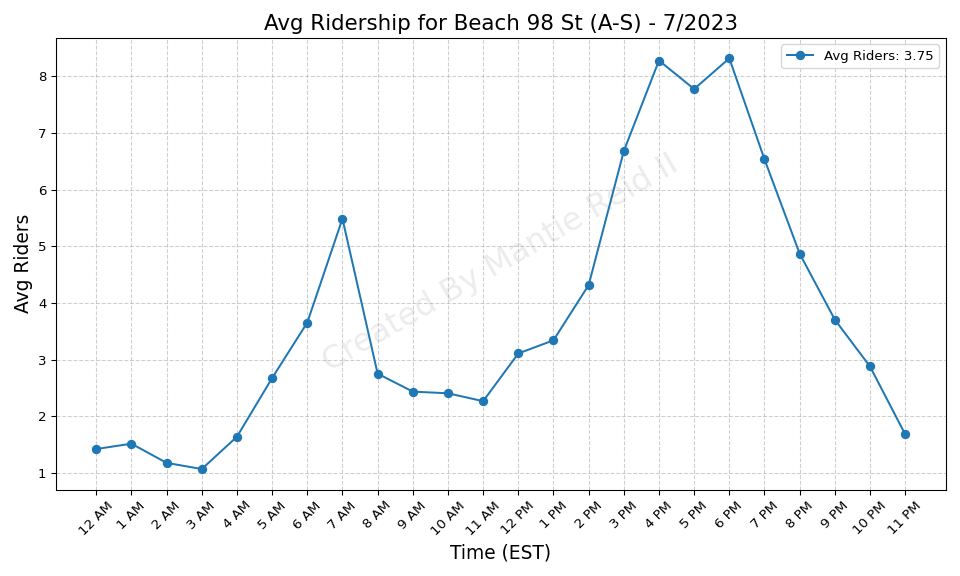 Avg Ridership for Beach 98 St (A-S) - 7/2023
Avg Riders: 3.75
8
7
6
5
4
3
2
1
Avg Riders
Created By Mantie Reid II
12 AM
1 AM
2 AM
3 AM
4 AM
5 AM
6 AM
7 AM
8 AM
9 AM
10 AM
11 AM
12 PM
1 PM
2 PM
3 PM
4 PM
5 PM
6 PM
7 PM
8 PM
9 PM
10 PM
11 PM
Time (EST)